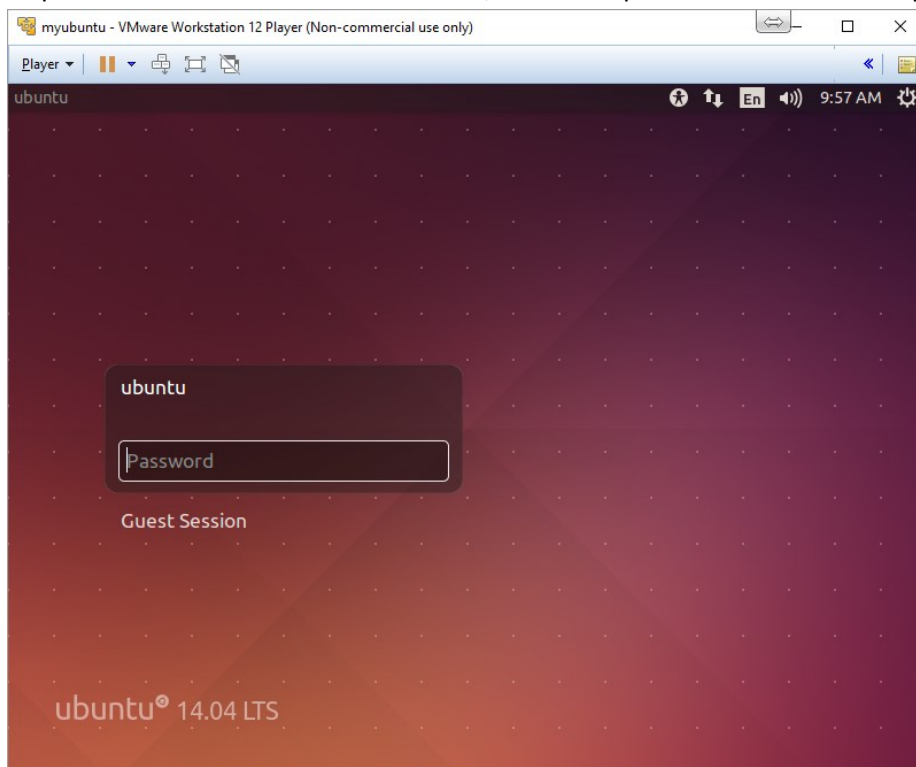 myubuntu - VMware Workstation 12 Player (Non-commercial use only)
Player
ubuntu En 9:57 AM
ubuntu
Password
Guest Session
ubuntu® 14.04 LTS